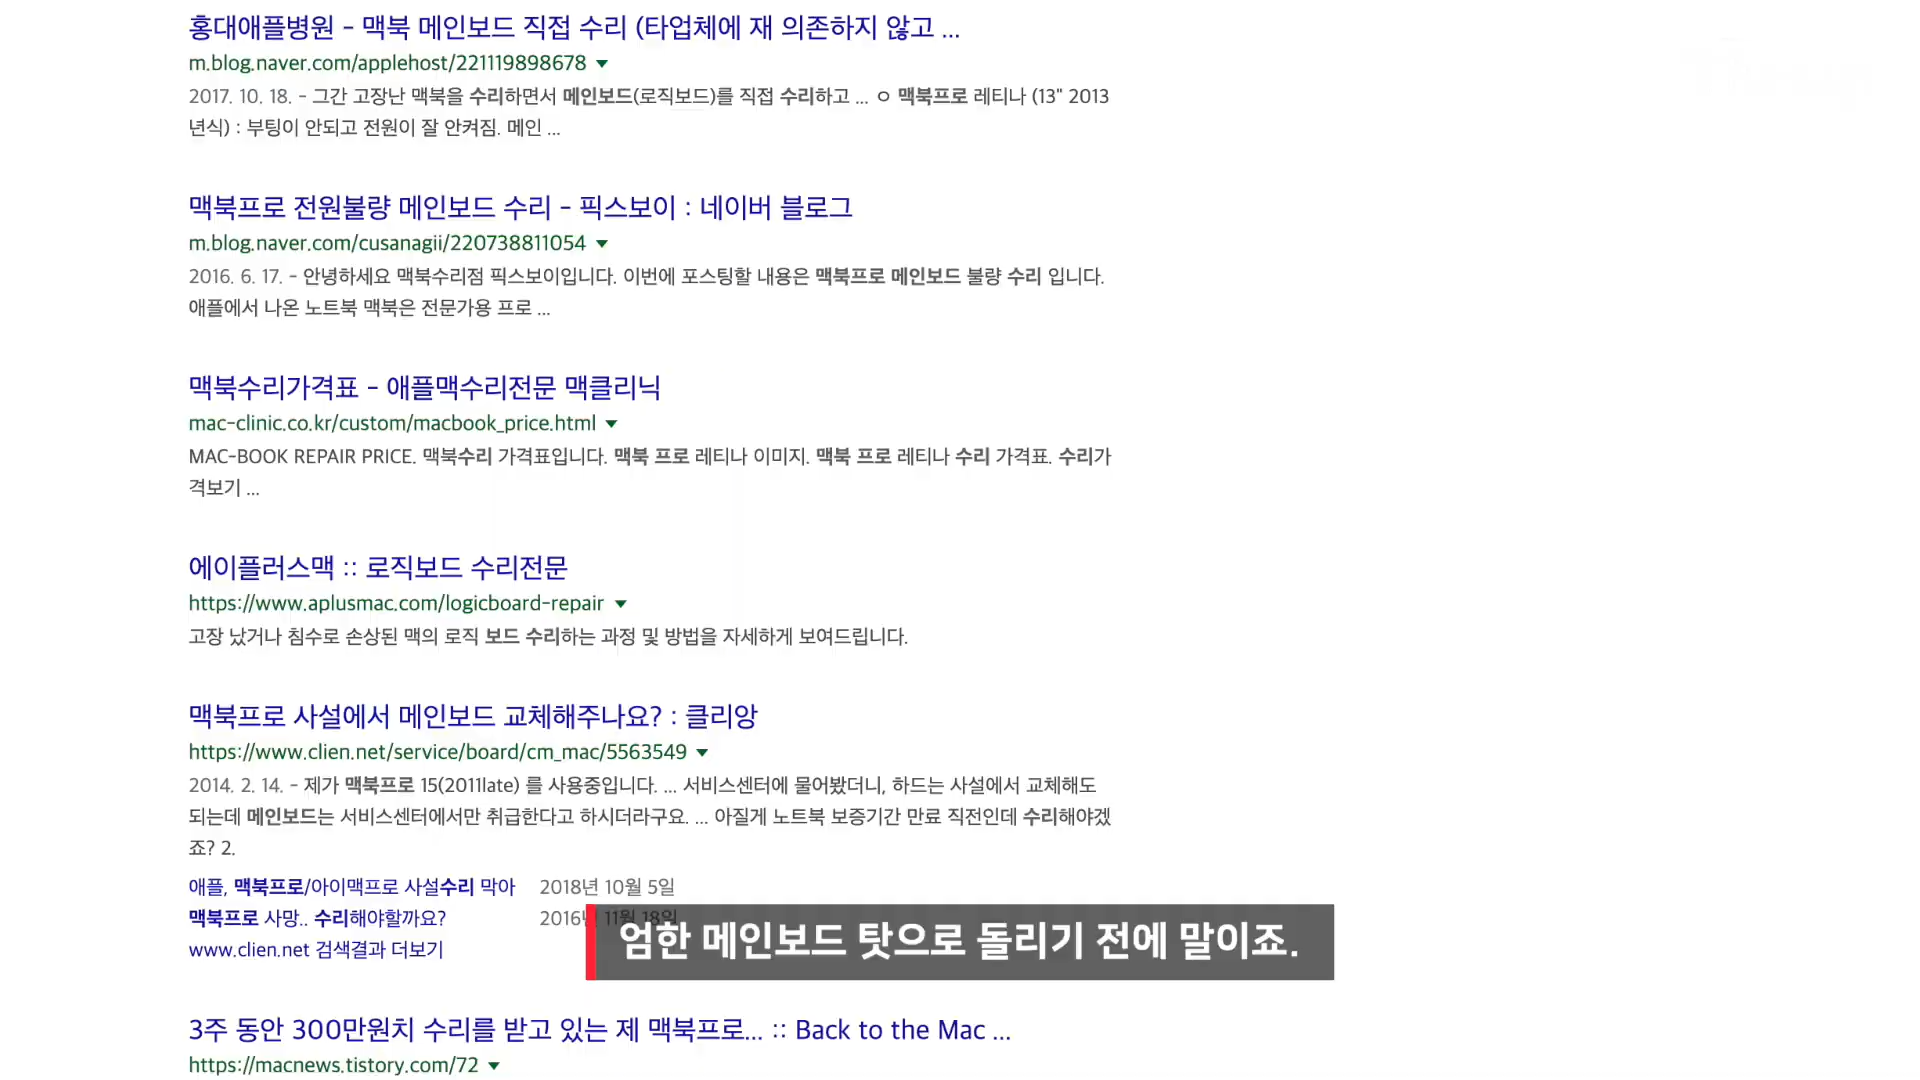 홍대애플병원 - 맥북 메인보드 직접 수리 (타업체에 재 의존하지 않고 ...
m.blog.naver.com/applehost/221119898678
2017. 10. 18. - 그간 고장난 맥북을 수리하면서 메인보드(로직보드)를 직접 수리하고 ... ㅇ 맥북프로 레티나 (13" 2013
년식) : 부팅이 안되고 전원이 잘 안켜짐. 메인 ...
맥북프로 전원불량 메인보드 수리 - 픽스보이 : 네이버 블로그
m.blog.naver.com/cusanagii/220738811054
2016. 6. 17. - 안녕하세요 맥북수리점 픽스보이입니다. 이번에 포스팅할 내용은 맥북프로 메인보드 불량 수리 입니다.
애플에서 나온 노트북 맥북은 전문가용 프로 ...
맥북수리가격표 - 애플맥수리전문 맥클리닉
mac-clinic.co.kr/custom/macbook_price.html
MAC-BOOK REPAIR PRICE. 맥북수리 가격표입니다. 맥북 프로 레티나 이미지. 맥북 프로 레티나 수리 가격표. 수리가
격보기 ...
에이플러스맥 :: 로직보드 수리전문
https://www.aplusmac.com/logicboard-repair
고장 났거나 침수로 손상된 맥의 로직 보드 수리하는 과정 및 방법을 자세하게 보여드립니다.
맥북프로 사설에서 메인보드 교체해주나요? : 클리앙
https://www.clien.net/service/board/cm_mac/5563549
2014. 2. 14. - 제가 맥북프로 15(2011late) 를 사용중입니다. ... 서비스센터에 물어봤더니, 하드는 사설에서 교체해도
되는데 메인보드는 서비스센터에서만 취급한다고 하시더라구요. ... 아질게 노트북 보증기간 만료 직전인데 수리해야겠
죠? 2.
애플, 맥북프로/아이맥프로 사설수리 막아 2018년 10월 5일
맥북프로 사망.. 수리해야할까요? 2016년 11월 18일
www.clien.net 검색결과 더보기
엄한 메인보드 탓으로 돌리기 전에 말이죠.
3주 동안 300만원치 수리를 받고 있는 제 맥북프로... :: Back to the Mac ...
https://macnews.tistory.com/72